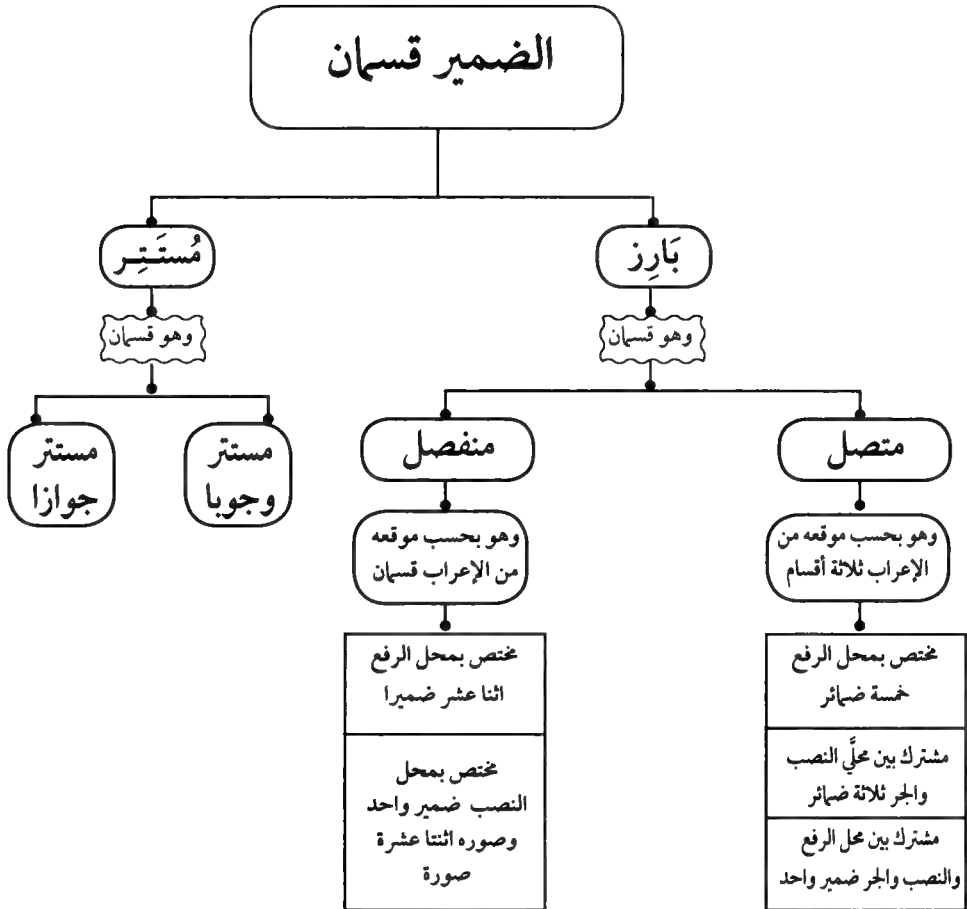 الضمير قسمان
بَارِز
مُستَتِر
وهو قسمان
وهو قسمان
متصل
منفصل
مستتر
وجوبا
مستتر
جوازا
وهو بحسب موقعه من
الإعراب ثلاثة أقسام
وهو بحسب موقعه
من الإعراب قسمان
مختص بمحل الرفع
خمسة ضمائر
مشترك بين محلَّي النصب
والجر ثلاثة ضمائر
مشترك بين محل الرفع
والنصب والجر ضمير واحد
مختص بمحل الرفع
اثنا عشر ضميرا
مختص بمحل
النصب ضمير واحد
وصوره اثنتا عشرة
صورة